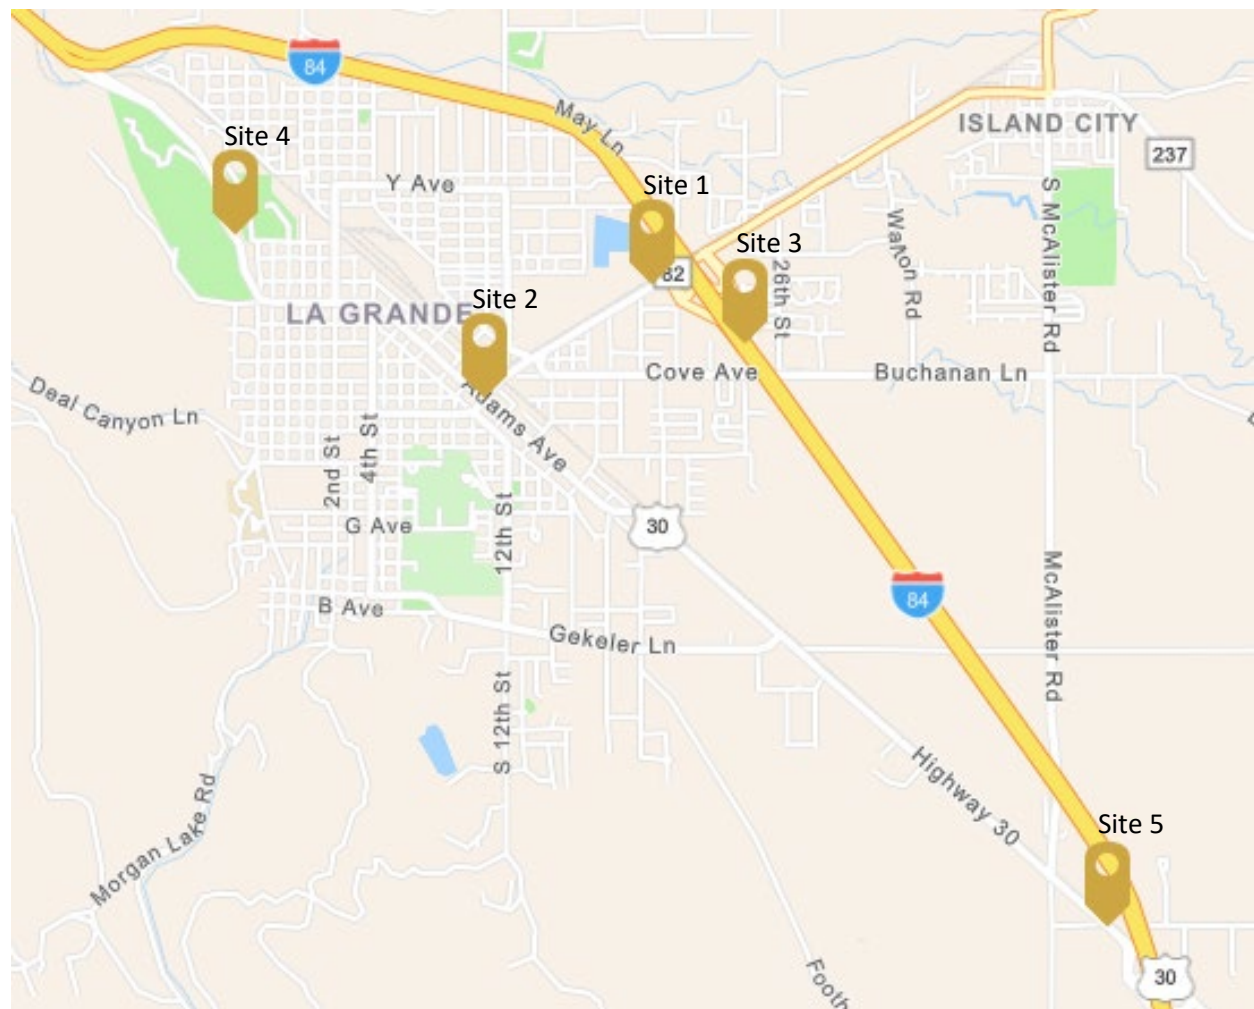 84
May Ln
ISLAND CITY
237
Site 4
Y Ave
Site 1
S McAlister Rd
Walton Rd
Site 3
26th St
82
Site 2
LA GRANDE
Cove Ave
Buchanan Ln
Deal Canyon Ln
Adams Ave
4th St
2nd St
G Ave
12th St
30
84
McAlister Rd
B Ave
Gekeler Ln
S 12th St
Highway 30
Morgan Lake Rd
Site 5
Footh
30